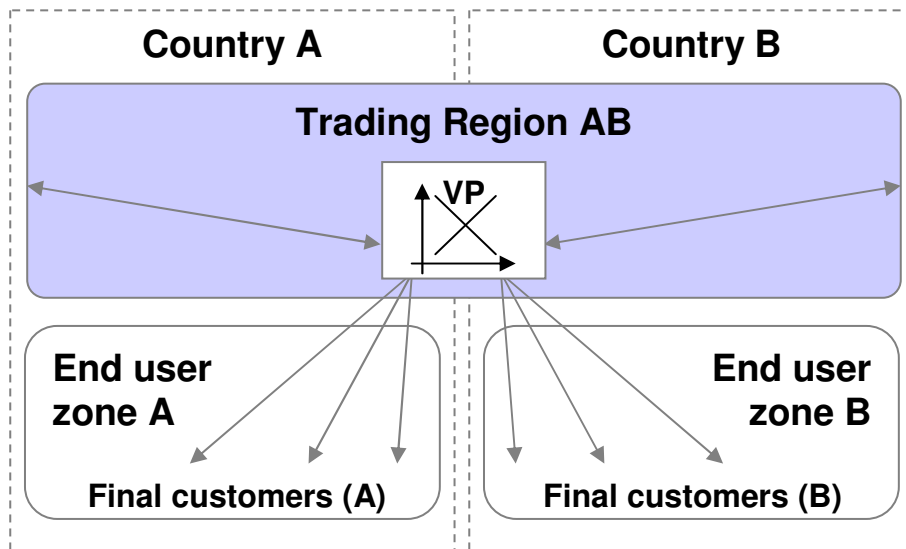 Country A
Country B
Trading Region AB
VP
End user
zone A
End user
zone B
Final customers (A)
Final customers (B)